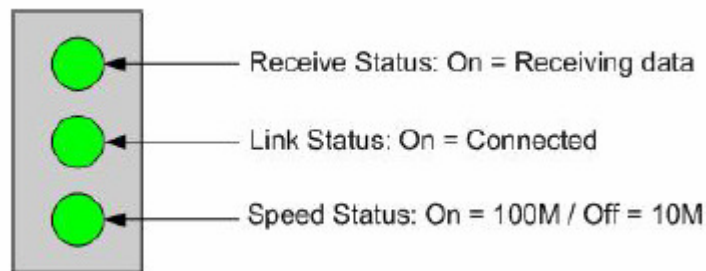 Receive Status: On = Receiving data
Link Status: On = Connected
Speed Status: On = 100M / Off = 10M